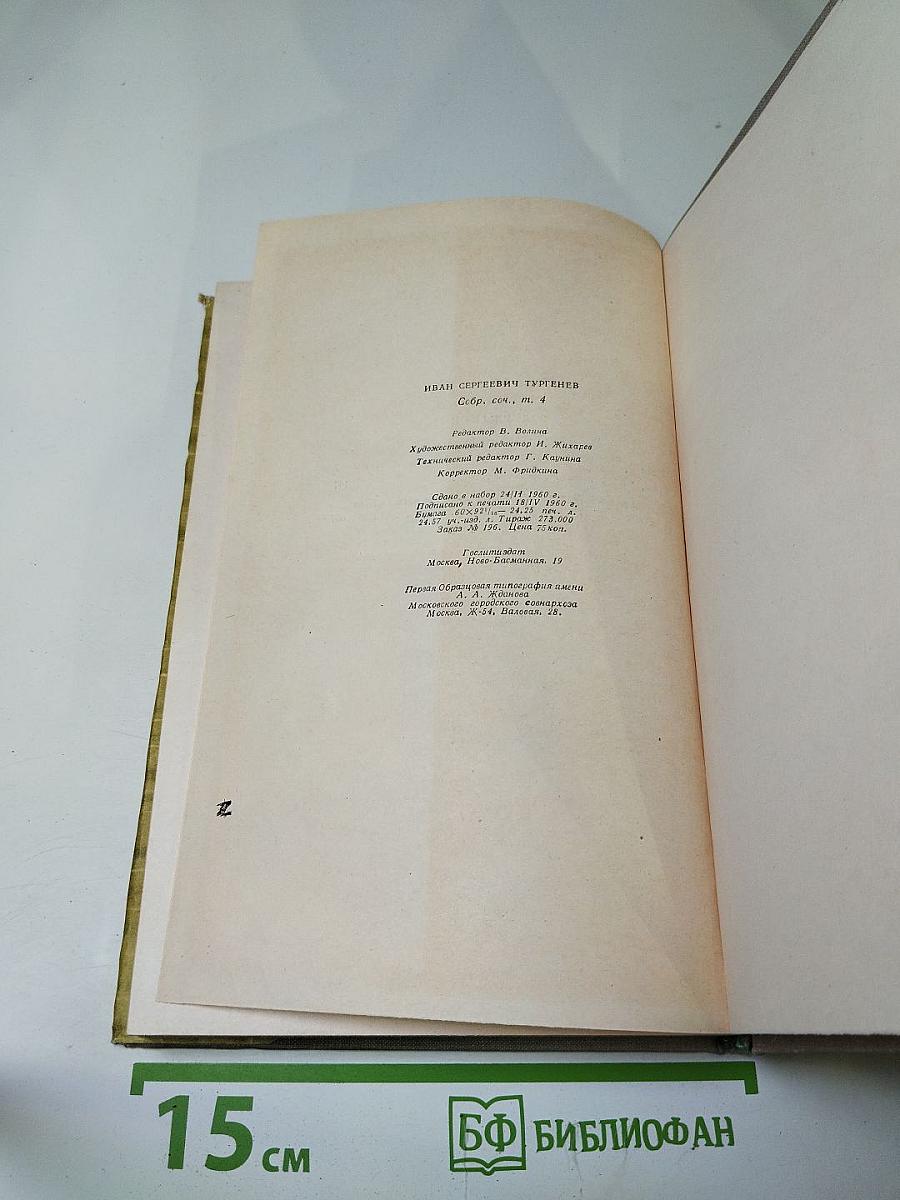 ИВАН СЕРГЕЕВИЧ ТУРГЕНЕВ
Собр. соч., т. 4
Редактор В. Волина
Художественный редактор И. Жихарев
Технический редактор Г. Каунина
Корректор М. Фридкина
Сдано в набор 24/II 1960 г.
Подписано к печати 18/IV 1960 г.
Бумага 60×92¹/₁₆— 24,25 печ. л.
24,57 уч.-изд. л. Тираж 273.000
Заказ № 196. Цена 75 коп.
Гослитиздат
Москва, Ново-Басманная, 19
Первая Образцовая типография имени
А. А. Жданова
Московского городского совнархоза
Москва, Ж-54, Валовая, 28.
15 см
БФ БИБЛИОФАН